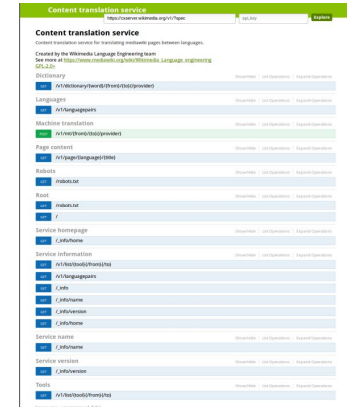 Content translation service
https://cxserver.wikimedia.org/v1/?spec
api_key
Explore
Content translation service
Content translation service for translating mediawiki pages between languages.
Created by the Wikimedia Language Engineering team
See more at https://www.mediawiki.org/wiki/Wikimedia_Language_engineering
GPL-2.0+
Dictionary Show/Hide List Operations Expand Operations
GET /v1/dictionary/{word}/{from}/{to}{/provider}
Languages Show/Hide List Operations Expand Operations
GET /v1/languagepairs
Machine translation Show/Hide List Operations Expand Operations
POST /v1/mt/{from}/{to}{/provider}
Page content Show/Hide List Operations Expand Operations
GET /v1/page/{language}/{title}
Robots Show/Hide List Operations Expand Operations
GET /robots.txt
Root Show/Hide List Operations Expand Operations
GET /robots.txt
GET /
Service homepage Show/Hide List Operations Expand Operations
GET /_info/home
Service information Show/Hide List Operations Expand Operations
GET /v1/list/{tool}{/from}{/to}
GET /v1/languagepairs
GET /_info
GET /_info/name
GET /_info/version
GET /_info/home
Service name Show/Hide List Operations Expand Operations
GET /_info/name
Service version Show/Hide List Operations Expand Operations
GET /_info/version
Tools Show/Hide List Operations Expand Operations
GET /v1/list/{tool}{/from}{/to}